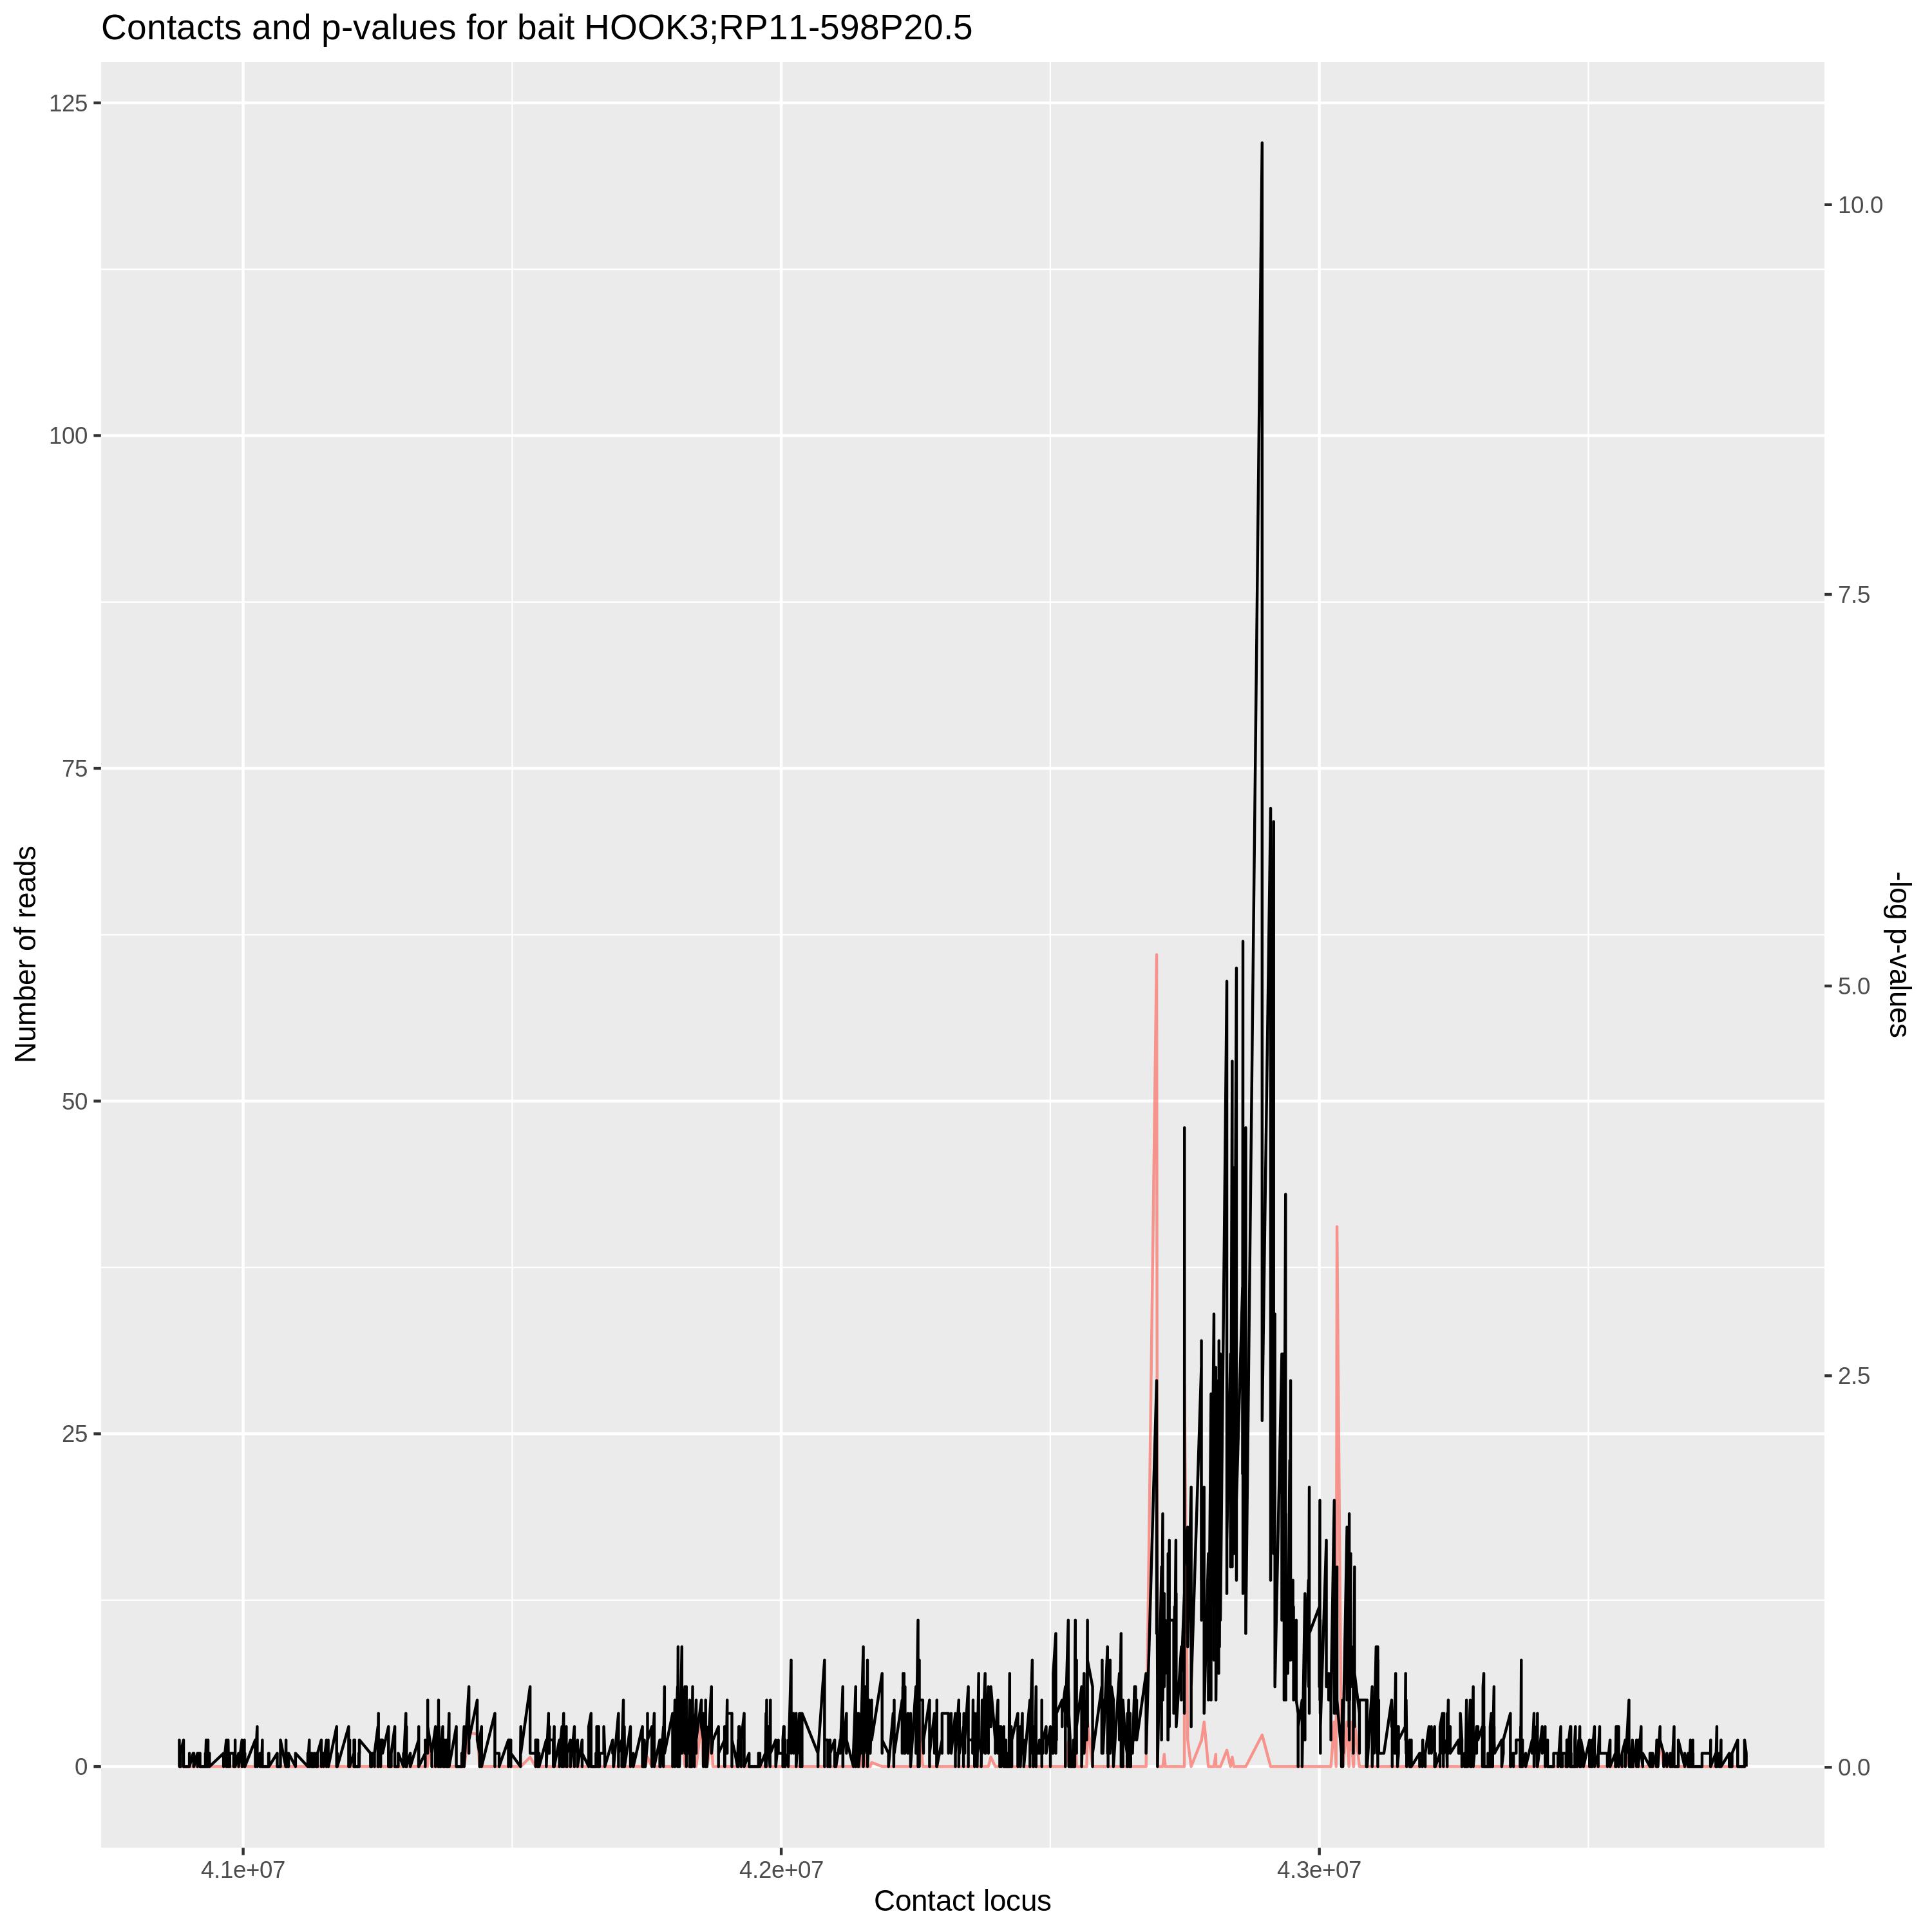 Contacts and p-values for bait HOOK3;RP11-598P20.5
125
100
75
50
25
0
Number of reads
10.0
7.5
5.0
2.5
0.0
-log p-values
4.1e+07
4.2e+07
4.3e+07
Contact locus